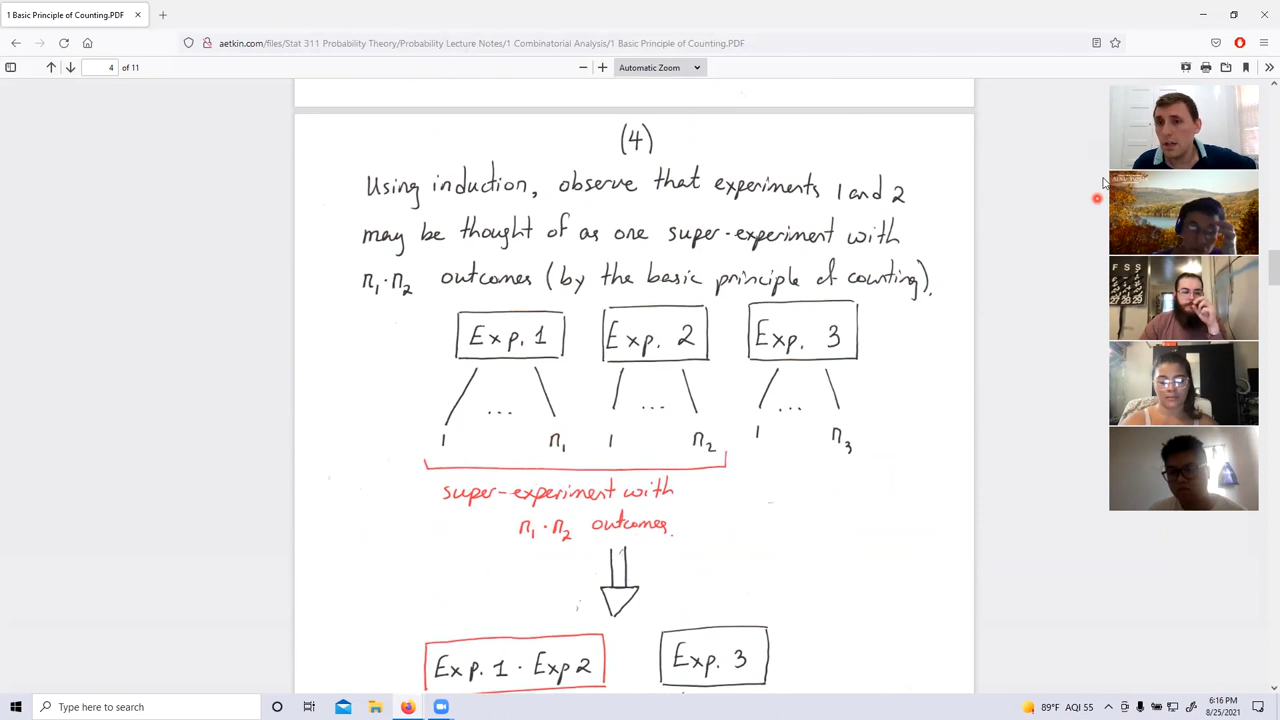 1 Basic Principle of Counting.PDF
aetkin.com/files/Stat 311 Probability Theory/Probability Lecture Notes/1 Combinatorial Analysis/1 Basic Principle of Counting.PDF
4 of 11
Automatic Zoom
(4)
Using induction, observe that experiments 1 and 2
may be thought of as one super-experiment with
n₁·n₂ outcomes (by the basic principle of counting).
Exp. 1 Exp. 2 Exp. 3
... ... ...
1 n₁ 1 n₂ 1 n₃
super-experiment with
n₁·n₂ outcomes.
Exp. 1 · Exp 2 Exp. 3
F S S
Type here to search
89°F AQI 55
6:16 PM
8/25/2021